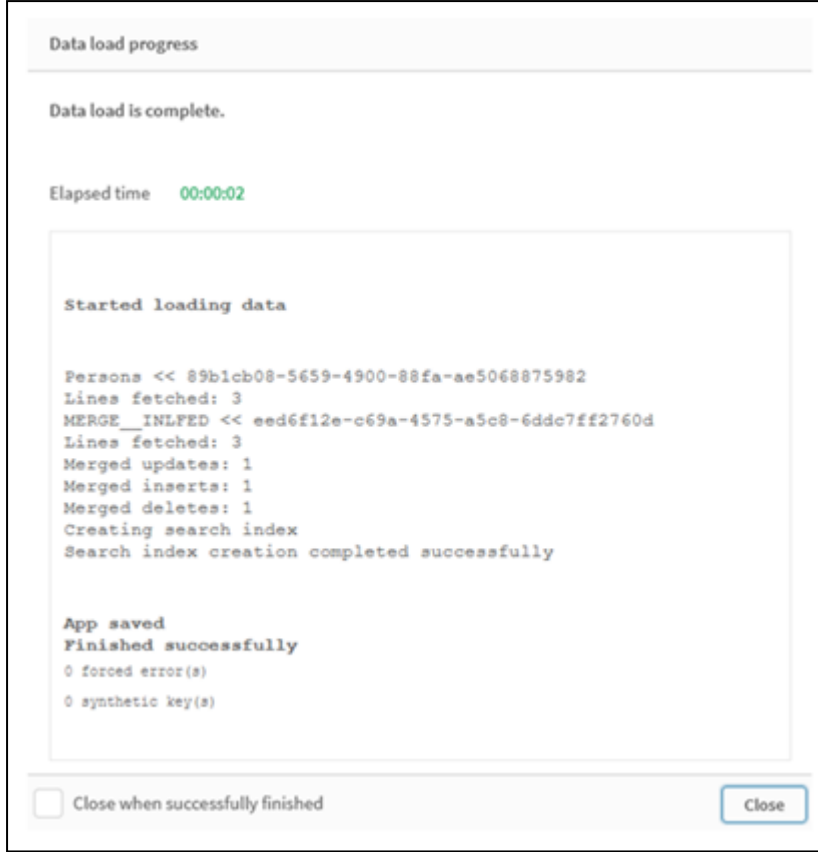 Data load progress
Data load is complete.
Elapsed time 00:00:02
Started loading data
Persons << 89b1cb08-5659-4900-88fa-ae5068875982
Lines fetched: 3
MERGE__INLFED << eed6f12e-c69a-4575-a5c8-6ddc7ff2760d
Lines fetched: 3
Merged updates: 1
Merged inserts: 1
Merged deletes: 1
Creating search index
Search index creation completed successfully
App saved
Finished successfully
0 forced error(s)
0 synthetic key(s)
Close when successfully finished
Close